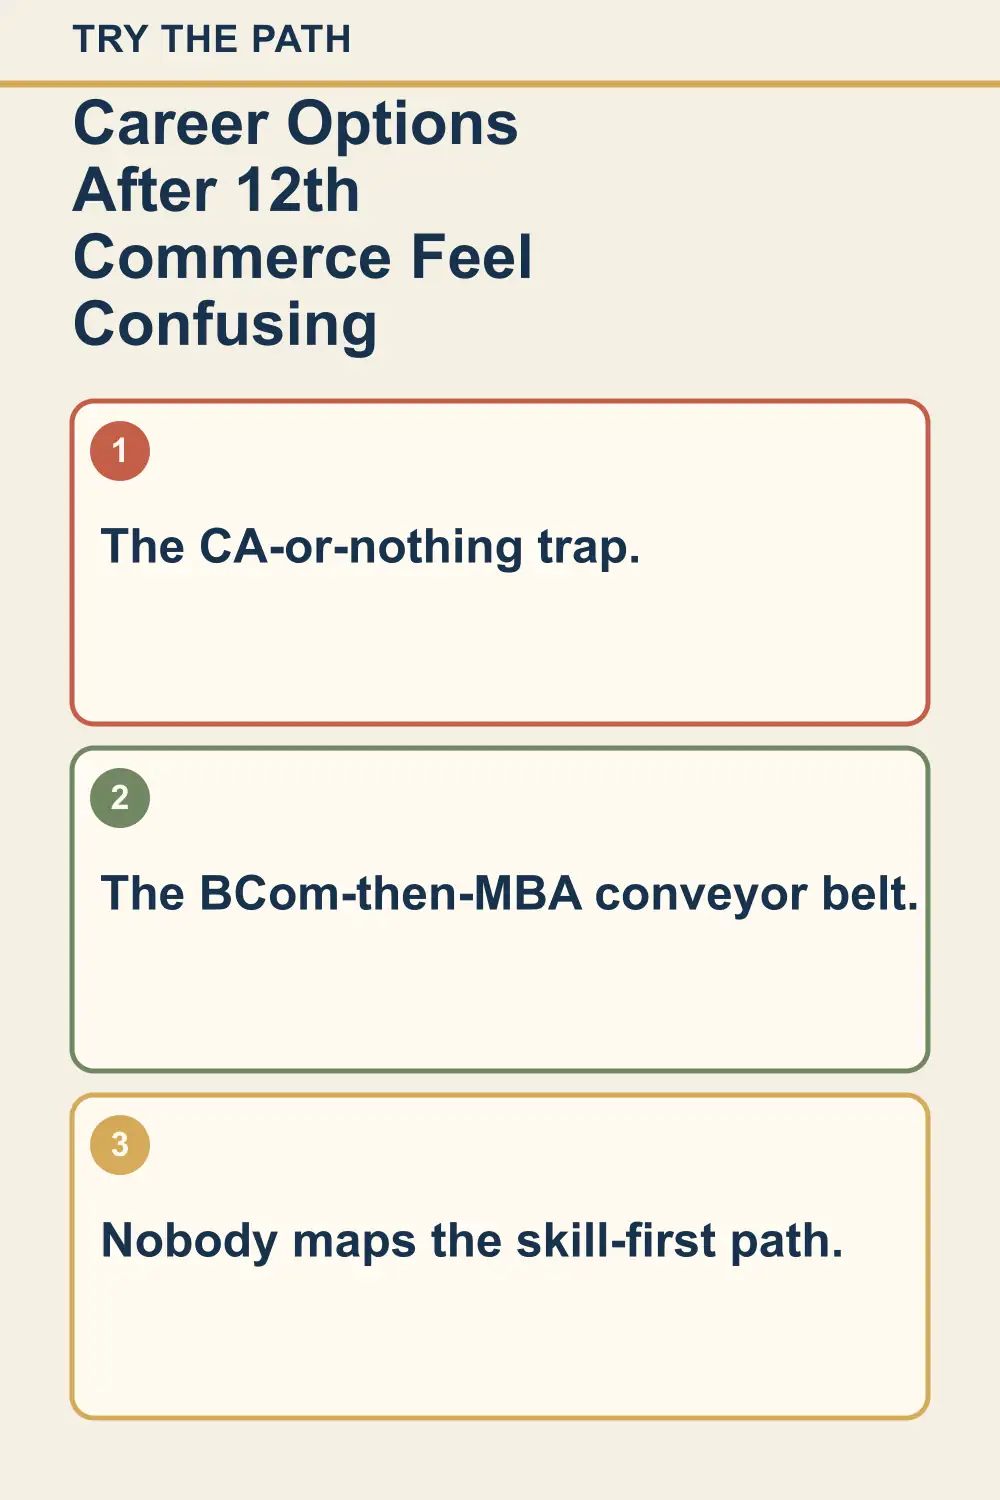 TRY THE PATH
Career Options
After 12th
Commerce Feel
Confusing
1
The CA-or-nothing trap.
2
The BCom-then-MBA conveyor belt.
3
Nobody maps the skill-first path.